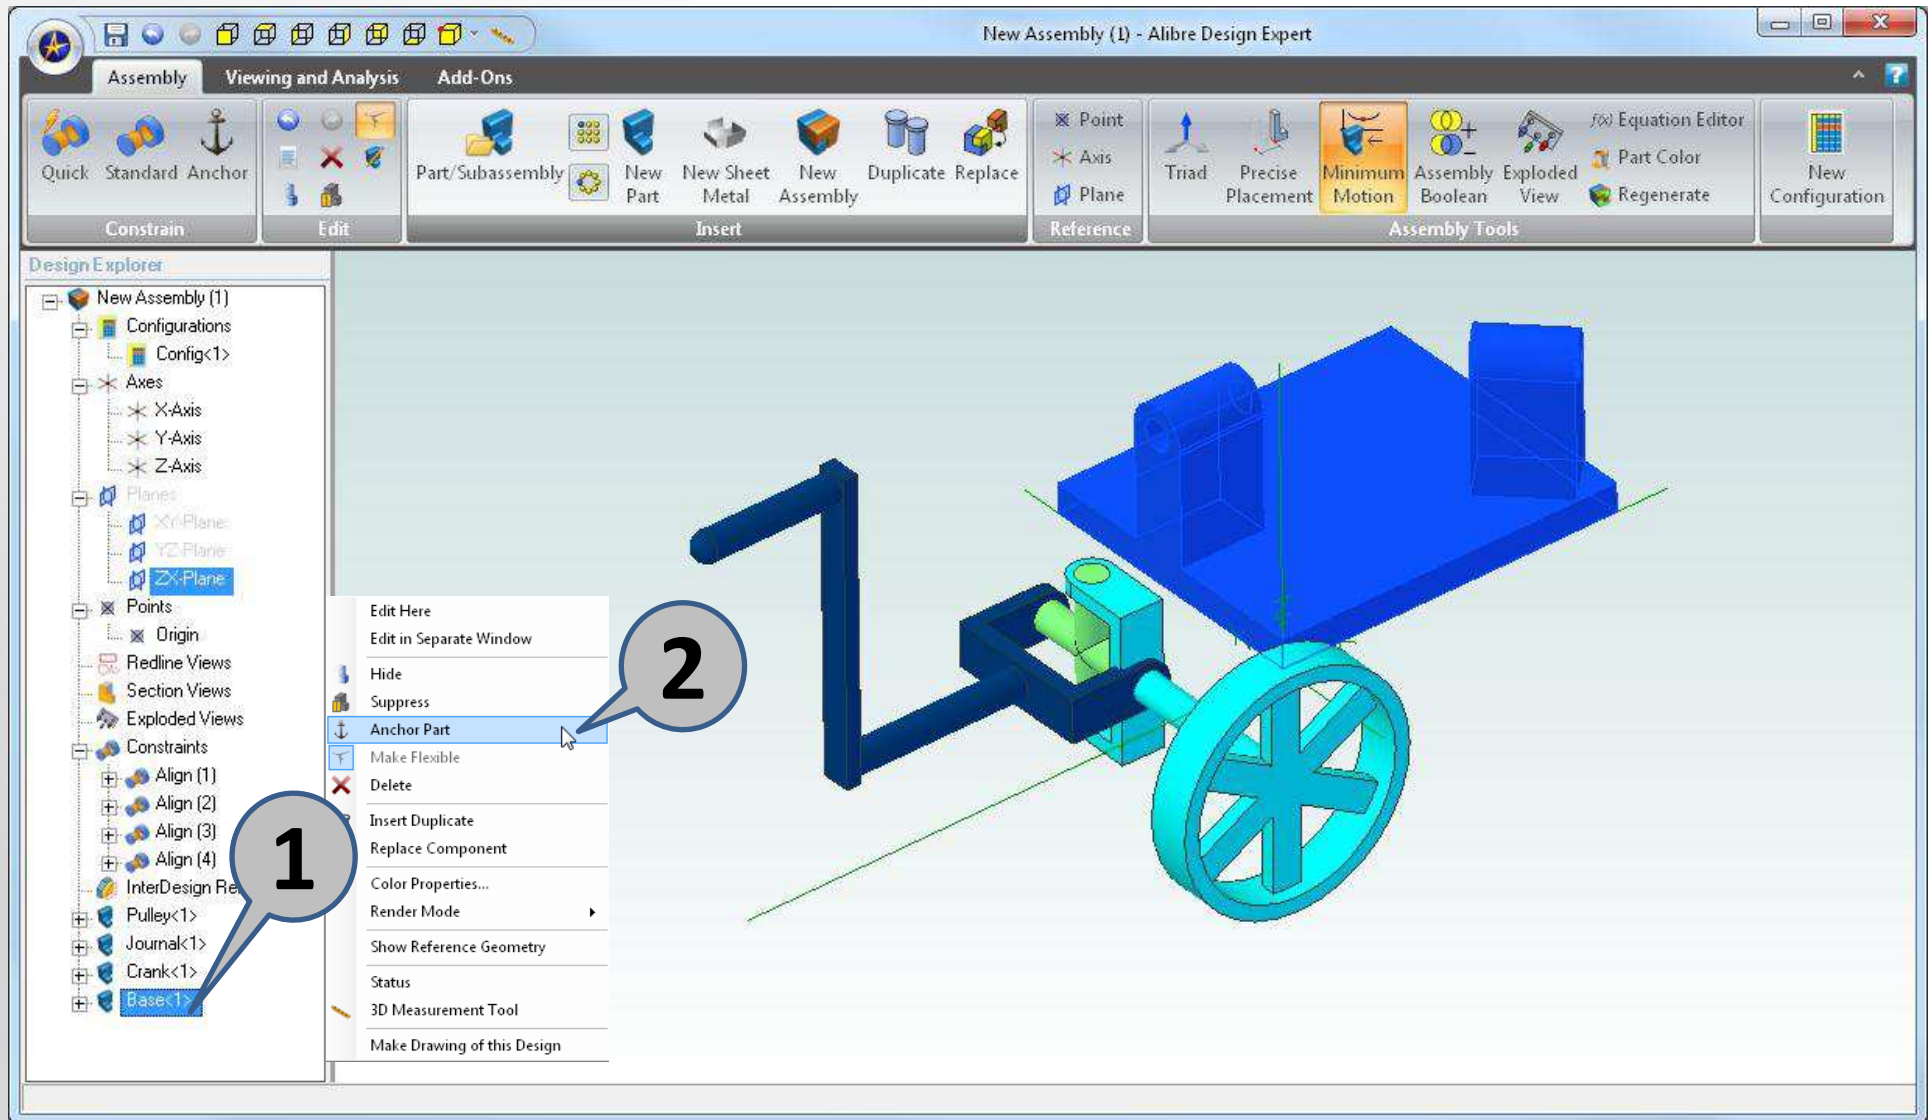 New Assembly (1) - Alibre Design Expert
Assembly Viewing and Analysis Add-Ons
Quick Standard Anchor
Constrain
Edit
Part/Subassembly
New Part
New Sheet Metal
New Assembly
Duplicate
Replace
Insert
Point
Axis
Plane
Reference
Triad
Precise Placement
Minimum Motion
Assembly Boolean
Exploded View
f(x) Equation Editor
Part Color
Regenerate
Assembly Tools
New Configuration
Design Explorer
New Assembly (1)
Configurations
Config<1>
Axes
X-Axis
Y-Axis
Z-Axis
Planes
XY-Plane
YZ-Plane
ZX-Plane
Points
Origin
Redline Views
Section Views
Exploded Views
Constraints
Align (1)
Align (2)
Align (3)
Align (4)
InterDesign Re
Pulley<1>
Journal<1>
Crank<1>
Base<1>
1
Edit Here
Edit in Separate Window
Hide
Suppress
Anchor Part
Make Flexible
Delete
Insert Duplicate
Replace Component
Color Properties...
Render Mode
Show Reference Geometry
Status
3D Measurement Tool
Make Drawing of this Design
2